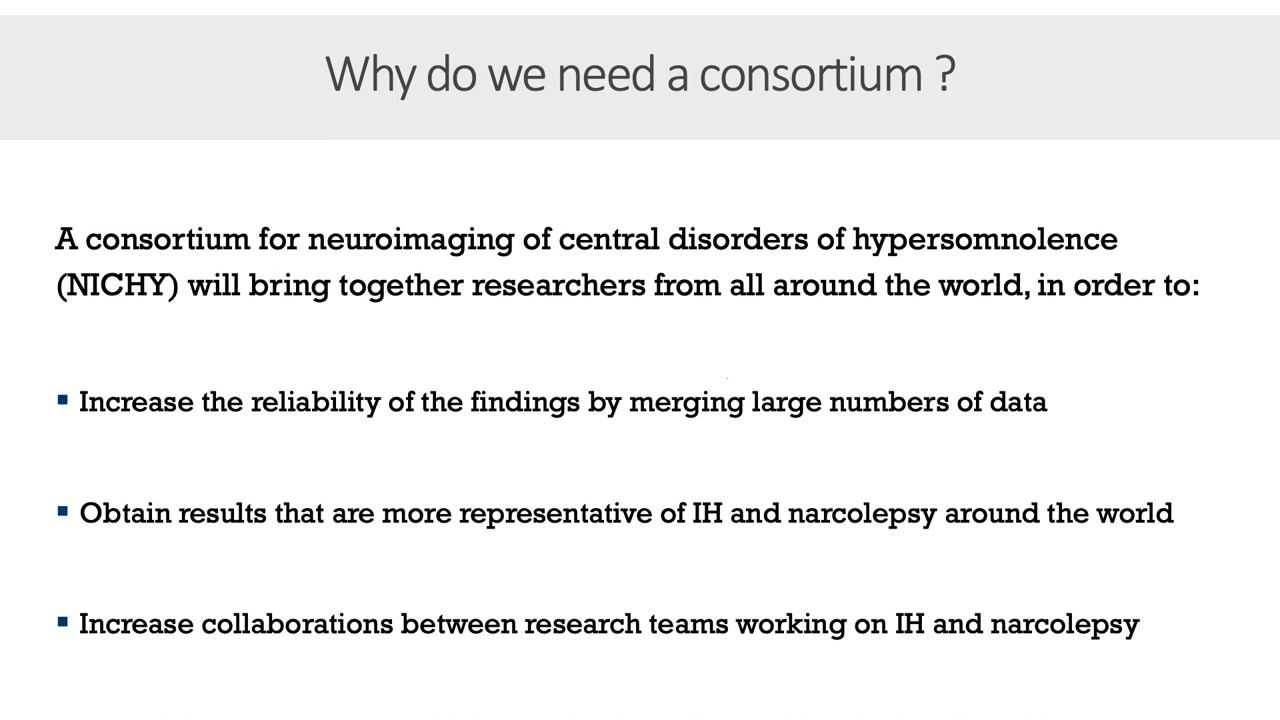 Why do we need a consortium ?
A consortium for neuroimaging of central disorders of hypersomnolence
(NICHY) will bring together researchers from all around the world, in order to:
▪ Increase the reliability of the findings by merging large numbers of data
▪ Obtain results that are more representative of IH and narcolepsy around the world
▪ Increase collaborations between research teams working on IH and narcolepsy